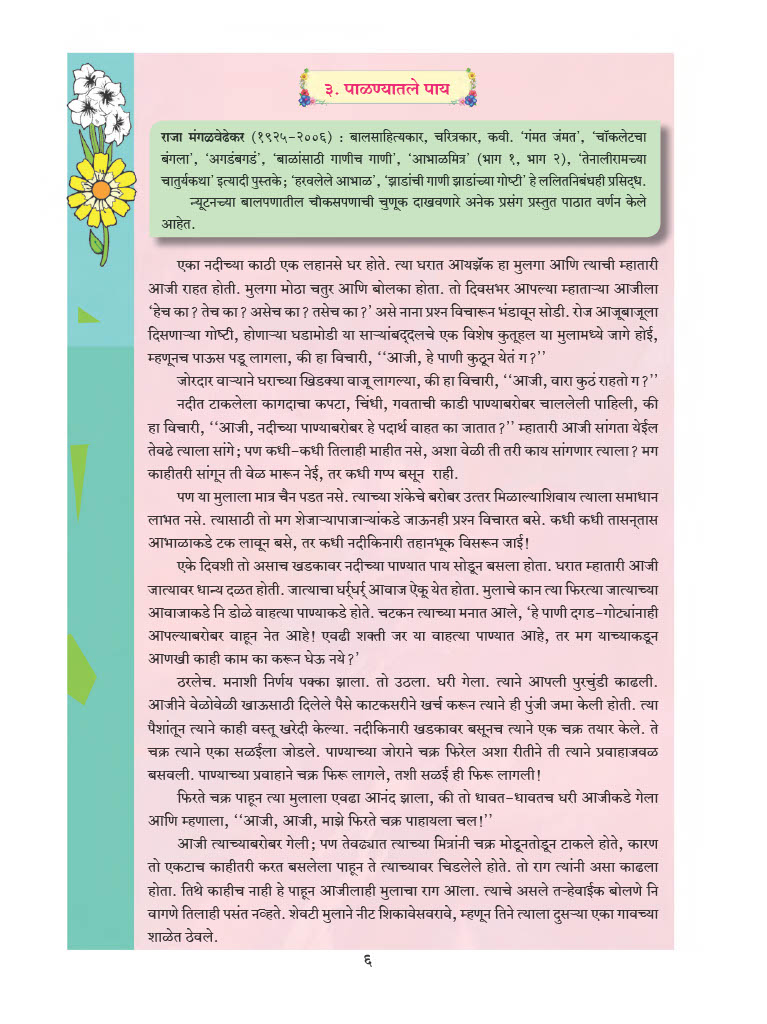 ३. पाळण्यातले पाय
राजा मंगळवेढेकर (१९२५-२००६) : बालसाहित्यकार, चरित्रकार, कवी. ‘गंमत जंमत’, ‘चॉकलेटचा
बंगला’, ‘अगडंबगडं’, ‘बाळांसाठी गाणीच गाणी’, ‘आभाळमित्र’ (भाग १, भाग २), ‘तेनालीरामच्या
चातुर्यकथा’ इत्यादी पुस्तके; ‘हरवलेले आभाळ’, ‘झाडांची गाणी झाडांच्या गोष्टी’ हे ललितनिबंधही प्रसिद्ध.
न्यूटनच्या बालपणातील चौकसपणाची चुणूक दाखवणारे अनेक प्रसंग प्रस्तुत पाठात वर्णन केले
आहेत.
एका नदीच्या काठी एक लहानसे घर होते. त्या घरात आयझॅक हा मुलगा आणि त्याची म्हातारी
आजी राहत होती. मुलगा मोठा चतुर आणि बोलका होता. तो दिवसभर आपल्या म्हाताऱ्या आजीला
‘हेच का? तेच का? असेच का? तसेच का?’ असे नाना प्रश्न विचारून भंडावून सोडी. रोज आजूबाजूला
दिसणाऱ्या गोष्टी, होणाऱ्या घडामोडी या साऱ्यांबद्दलचे एक विशेष कुतूहल या मुलामध्ये जागे होई,
म्हणूनच पाऊस पडू लागला, की हा विचारी, ‘‘आजी, हे पाणी कुठून येतं ग?’’
जोरदार वाऱ्याने घराच्या खिडक्या वाजू लागल्या, की हा विचारी, ‘‘आजी, वारा कुठं राहतो ग?’’
नदीत टाकलेला कागदाचा कपटा, चिंधी, गवताची काडी पाण्याबरोबर चाललेली पाहिली, की
हा विचारी, ‘‘आजी, नदीच्या पाण्याबरोबर हे पदार्थ वाहत का जातात?’’ म्हातारी आजी सांगता येईल
तेवढे त्याला सांगे; पण कधी-कधी तिलाही माहीत नसे, अशा वेळी ती तरी काय सांगणार त्याला? मग
काहीतरी सांगून ती वेळ मारून नेई, तर कधी गप्प बसून राही.
पण या मुलाला मात्र चैन पडत नसे. त्याच्या शंकेचे बरोबर उत्तर मिळाल्याशिवाय त्याला समाधान
लाभत नसे. त्यासाठी तो मग शेजाऱ्यापाजाऱ्यांकडे जाऊनही प्रश्न विचारत बसे. कधी कधी तासन्‌तास
आभाळाकडे टक लावून बसे, तर कधी नदीकिनारी तहानभूक विसरून जाई!
एके दिवशी तो असाच खडकावर नदीच्या पाण्यात पाय सोडून बसला होता. घरात म्हातारी आजी
जात्यावर धान्य दळत होती. जात्याचा घर्र्घर्र् आवाज ऐकू येत होता. मुलाचे कान त्या फिरत्या जात्याच्या
आवाजाकडे नि डोळे वाहत्या पाण्याकडे होते. चटकन त्याच्या मनात आले, ‘हे पाणी दगड-गोट्यांनाही
आपल्याबरोबर वाहून नेत आहे! एवढी शक्ती जर या वाहत्या पाण्यात आहे, तर मग याच्याकडून
आणखी काही काम का करून घेऊ नये?’
ठरलेच. मनाशी निर्णय पक्का झाला. तो उठला. घरी गेला. त्याने आपली पुरचुंडी काढली.
आजीने वेळोवेळी खाऊसाठी दिलेले पैसे काटकसरीने खर्च करून त्याने ही पुंजी जमा केली होती. त्या
पैशांतून त्याने काही वस्तू खरेदी केल्या. नदीकिनारी खडकावर बसूनच त्याने एक चक्र तयार केले. ते
चक्र त्याने एका सळईला जोडले. पाण्याच्या जोराने चक्र फिरेल अशा रीतीने ती त्याने प्रवाहाजवळ
बसवली. पाण्याच्या प्रवाहाने चक्र फिरू लागले, तशी सळई ही फिरू लागली!
फिरते चक्र पाहून त्या मुलाला एवढा आनंद झाला, की तो धावत-धावतच घरी आजीकडे गेला
आणि म्हणाला, ‘‘आजी, आजी, माझे फिरते चक्र पाहायला चल!’’
आजी त्याच्याबरोबर गेली; पण तेवढ्यात त्याच्या मित्रांनी चक्र मोडूनतोडून टाकले होते, कारण
तो एकटाच काहीतरी करत बसलेला पाहून ते त्याच्यावर चिडलेले होते. तो राग त्यांनी असा काढला
होता. तिथे काहीच नाही हे पाहून आजीलाही मुलाचा राग आला. त्याचे असले तऱ्हेवाईक बोलणे नि
वागणे तिलाही पसंत नव्हते. शेवटी मुलाने नीट शिकावेसवरावे, म्हणून तिने त्याला दुसऱ्या एका गावच्या
शाळेत ठेवले.
६